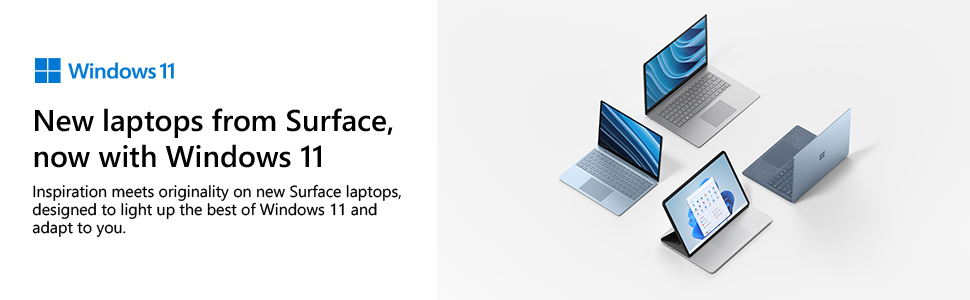 Windows 11
New laptops from Surface,
now with Windows 11
Inspiration meets originality on new Surface laptops,
designed to light up the best of Windows 11 and
adapt to you.